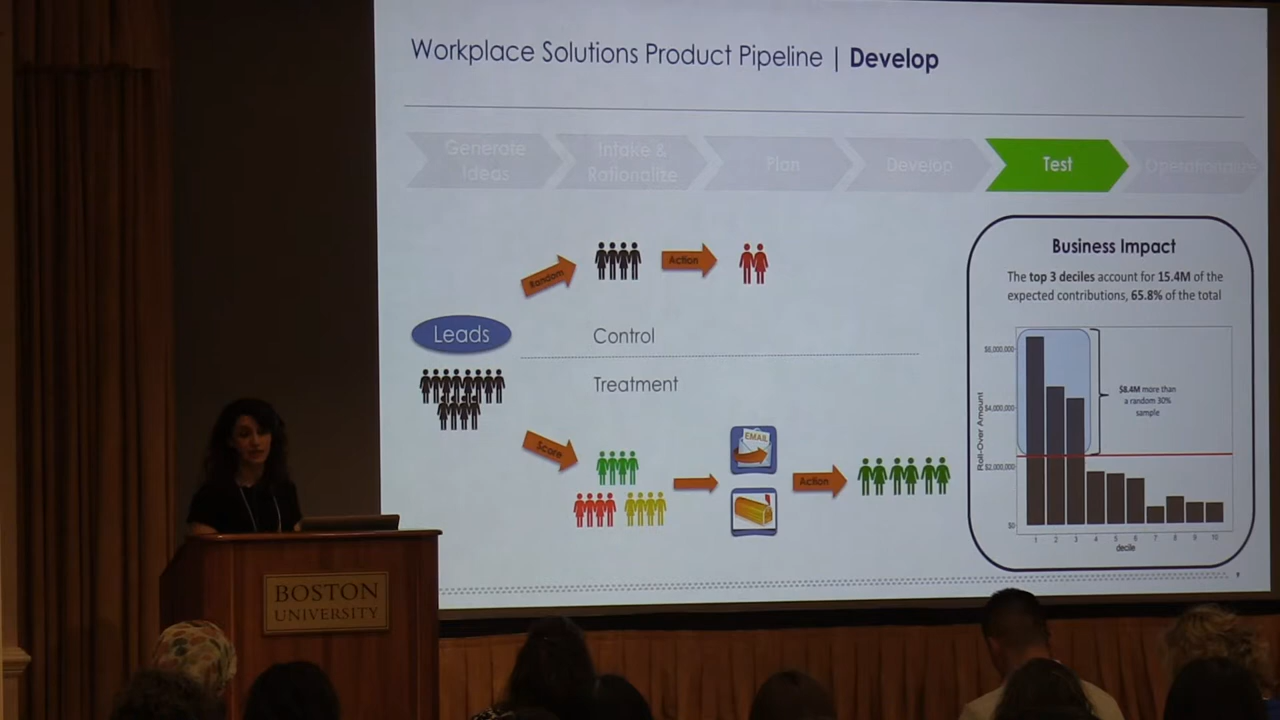 Workplace Solutions Product Pipeline | Develop
Generate
Ideas
Intake &
Rationalize
Plan
Develop
Test
Operationalize
Business Impact
The top 3 deciles account for 15.4M of the
expected contributions, 65.8% of the total
Random
Action
Leads
Control
Treatment
Score
EMAIL
Action
$6,000,000
$4,000,000
$2,000,000
$0
Roll-Over Amount
$8.4M more than
a random 30%
sample
1 2 3 4 5 6 7 8 9 10
decile
BOSTON
UNIVERSITY